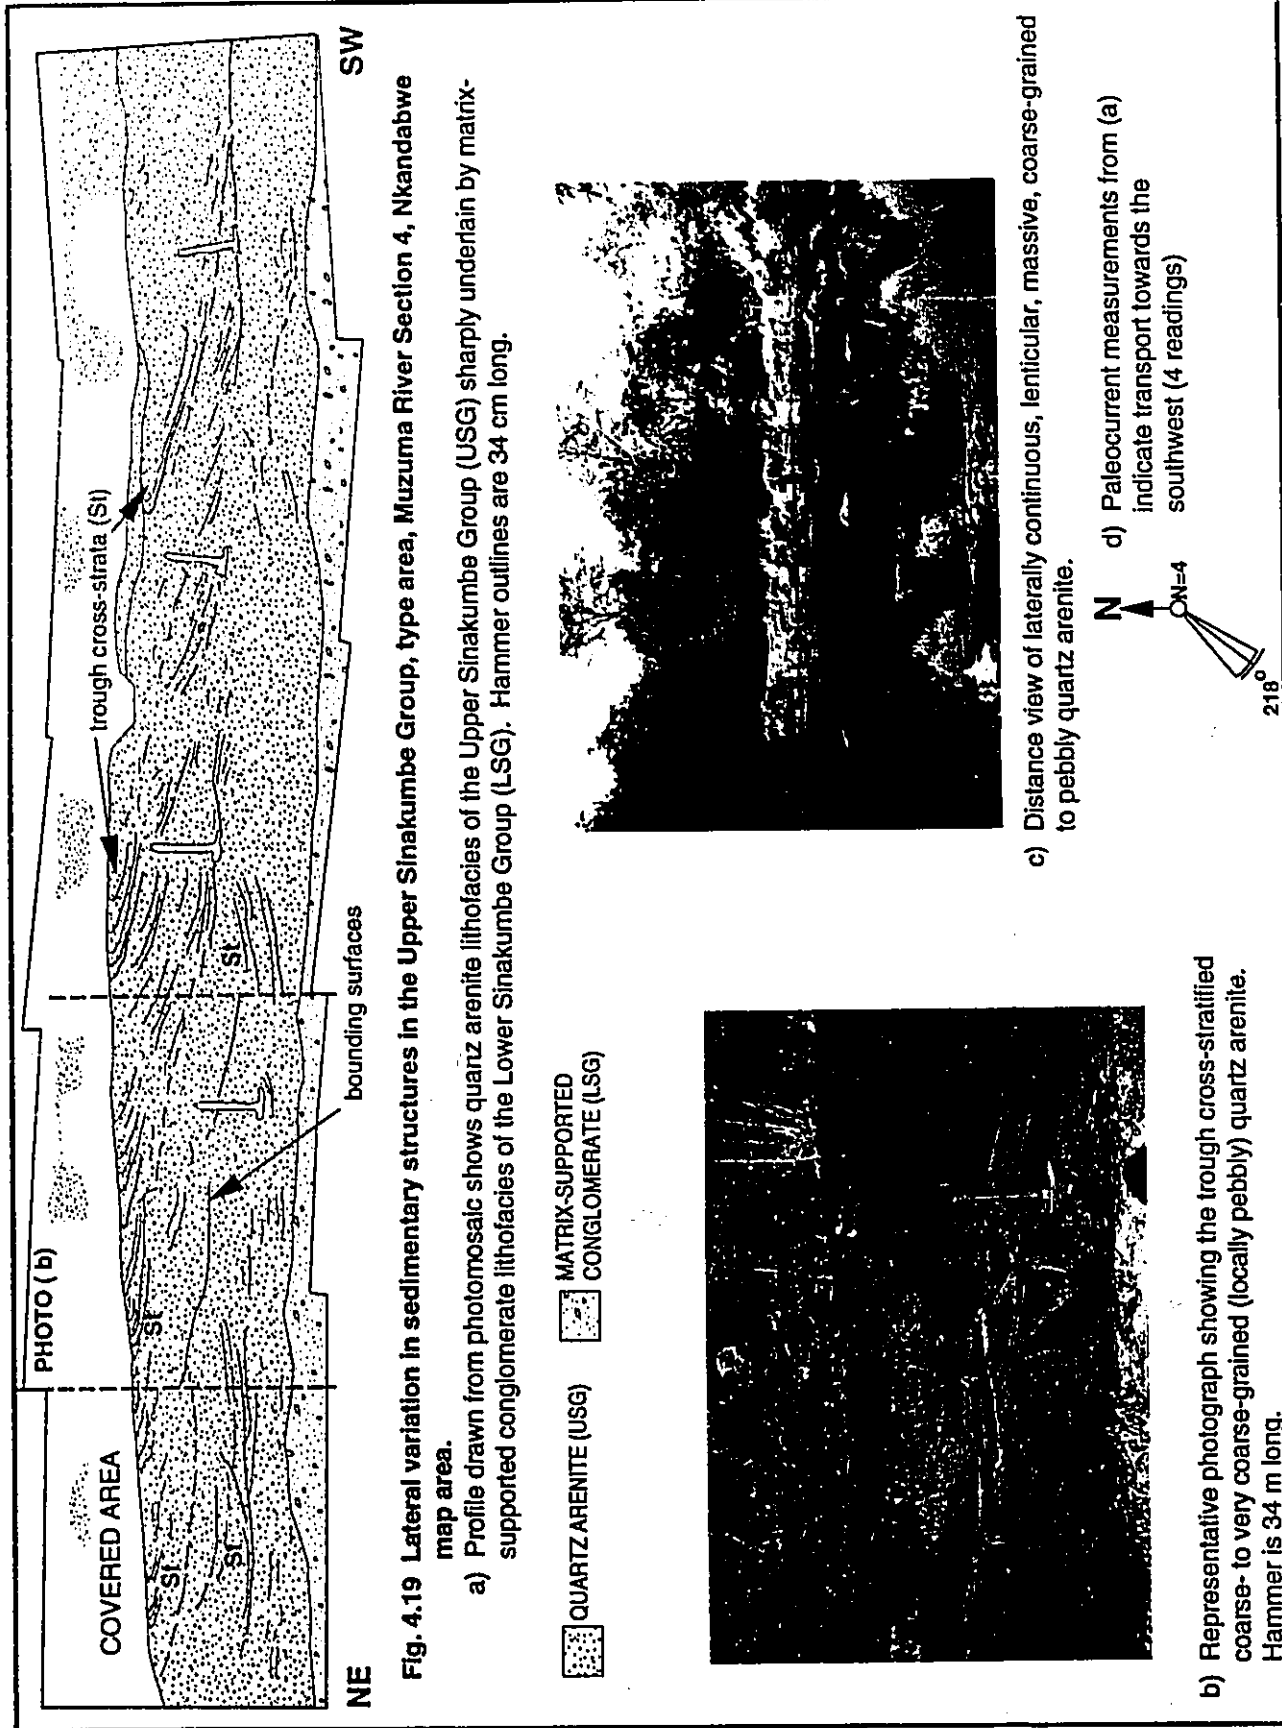 PHOTO (b)
COVERED AREA
trough cross-strata (St)
St
St
St
St
bounding surfaces
NE
SW
Fig. 4.19 Lateral variation in sedimentary structures in the Upper Sinakumbe Group, type area, Muzuma River Section 4, Nkandabwe
map area.
a) Profile drawn from photomosaic shows quanz arenite lithofacies of the Upper Sinakumbe Group (USG) sharply underlain by matrix-
supported conglomerate lithofacies of the Lower Sinakumbe Group (LSG). Hammer outlines are 34 cm long.
QUARTZ ARENITE (USG)
MATRIX-SUPPORTED
CONGLOMERATE (LSG)
b) Representative photograph showing the trough cross-stratified
coarse- to very coarse-grained (locally pebbly) quartz arenite.
Hammer is 34 m long.
c) Distance view of laterally continuous, lenticular, massive, coarse-grained
to pebbly quartz arenite.
N
N=4
218°
d) Paleocurrent measurements from (a)
indicate transport towards the
southwest (4 readings)